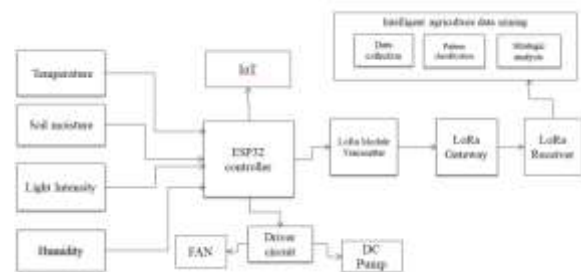 Intelligent agriculture data mining
Data
collection
Pattern
classification
Strategic
analysis
Temperature
IoT
Soil moisture
ESP32
controller
LoRa Module
LoRa
Gateway
LoRa
Receiver
Light Intensity
Humidity
FAN
Driver
circuit
DC
Pump